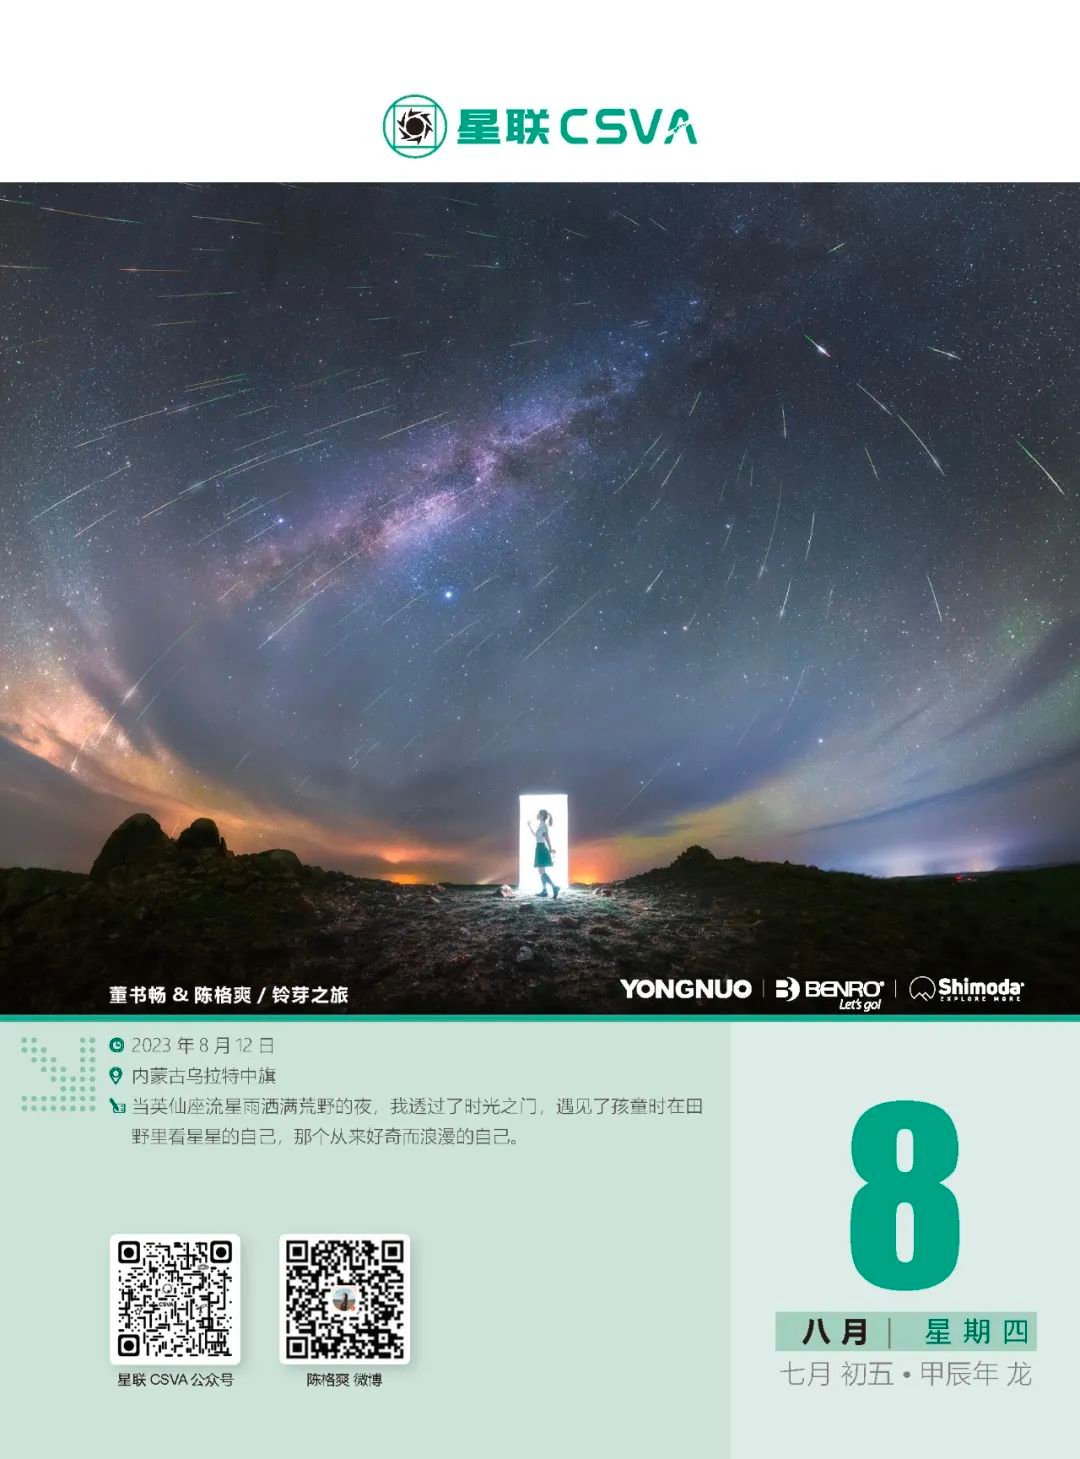 星联CSVA
董书畅 & 陈格爽 / 铃芽之旅
YONGNUO | BENRO Let's go! | Shimoda EXPLORE MORE
2023 年 8 月 12 日
内蒙古乌拉特中旗
当英仙座流星雨洒满荒野的夜，我透过了时光之门，遇见了孩童时在田
野里看星星的自己，那个从来好奇而浪漫的自己。
8
八月 | 星期四
七月 初五 • 甲辰年 龙
CSVA
星联 CSVA 公众号
陈格爽 微博